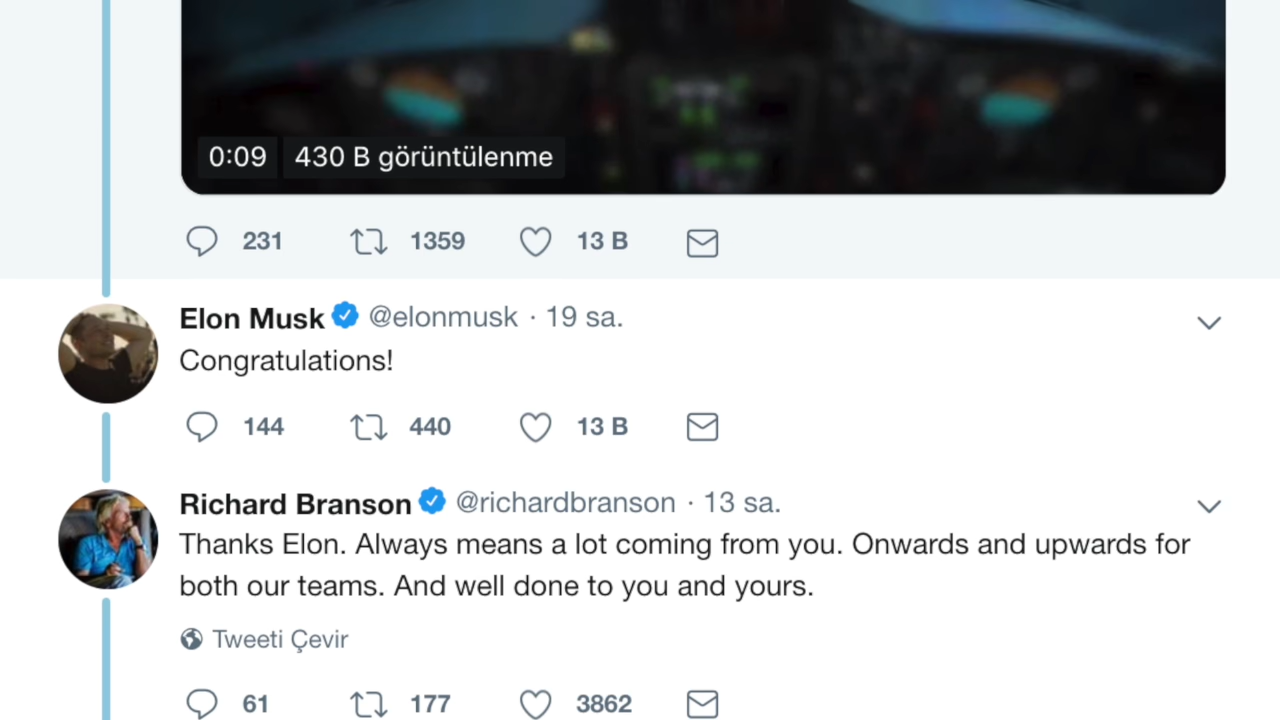 0:09 430 B görüntülenme
231 1359 13 B
Elon Musk @elonmusk · 19 sa.
Congratulations!
144 440 13 B
Richard Branson @richardbranson · 13 sa.
Thanks Elon. Always means a lot coming from you. Onwards and upwards for
both our teams. And well done to you and yours.
Tweeti Çevir
61 177 3862